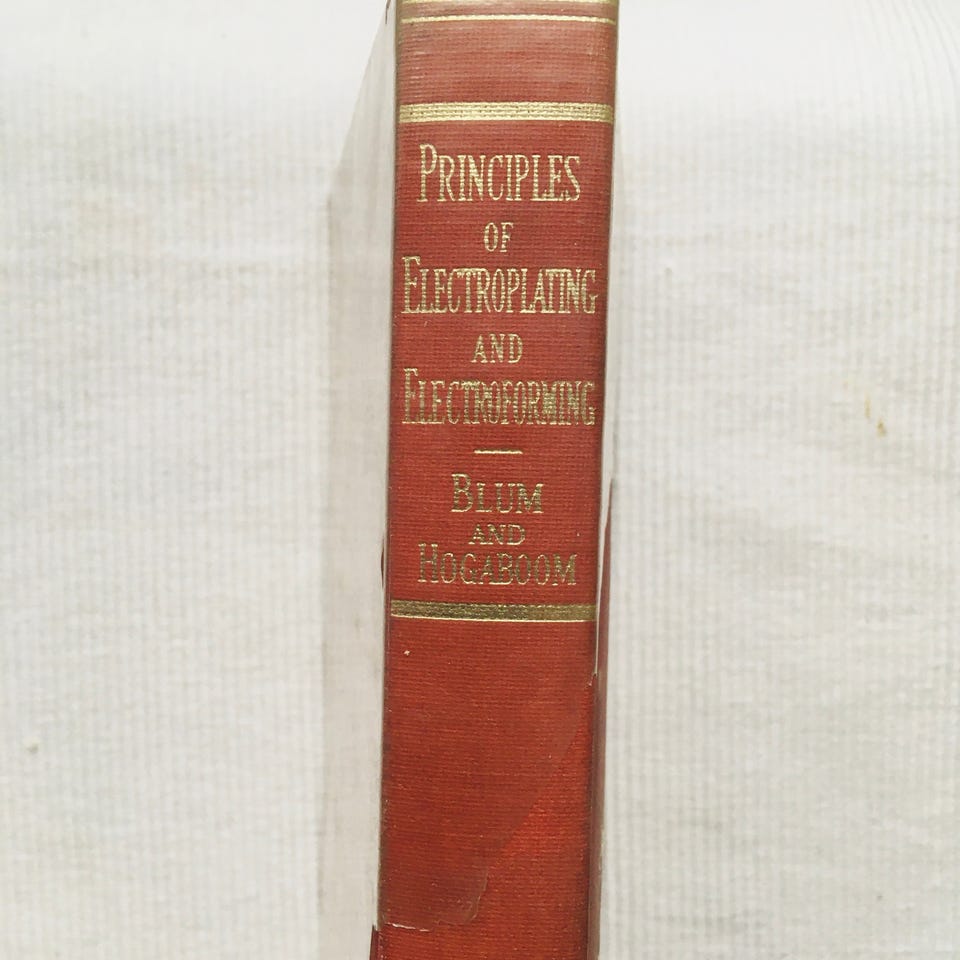 PRINCIPLES
OF
ELECTROPLATING
AND
ELECTROFORMING
BLUM
AND
HOGABOOM